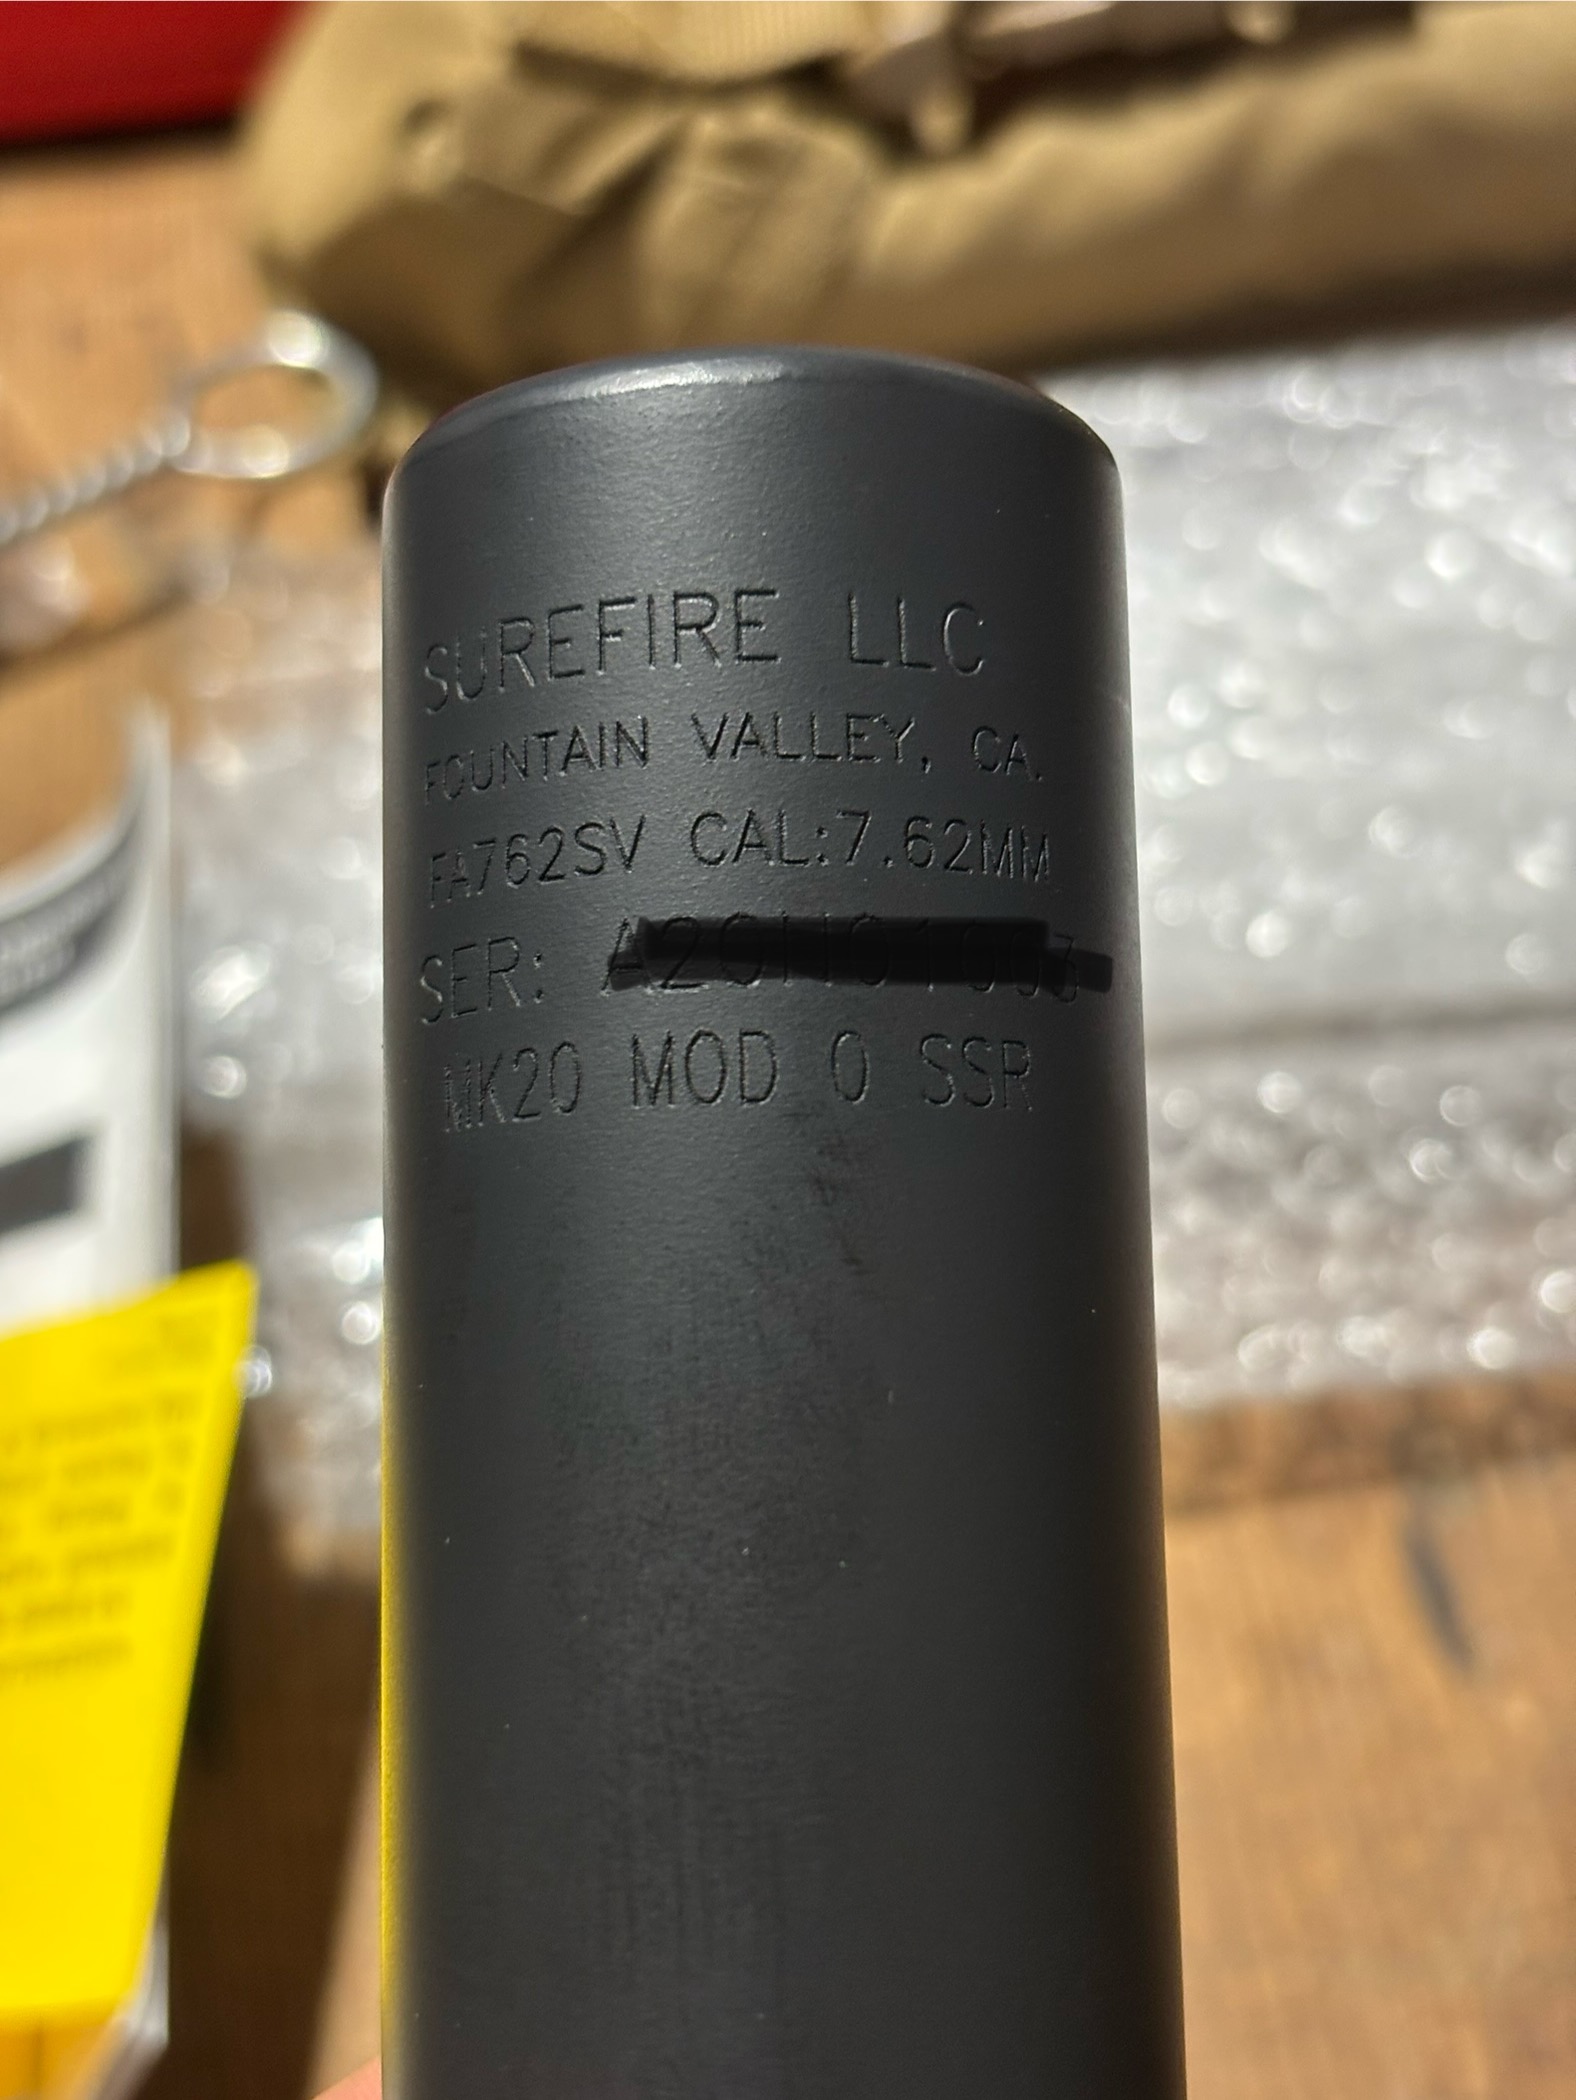 SUREFIRE LLC
FOUNTAIN VALLEY, CA.
FA762SV CAL:7.62MM
SER:
MK20 MOD 0 SSR